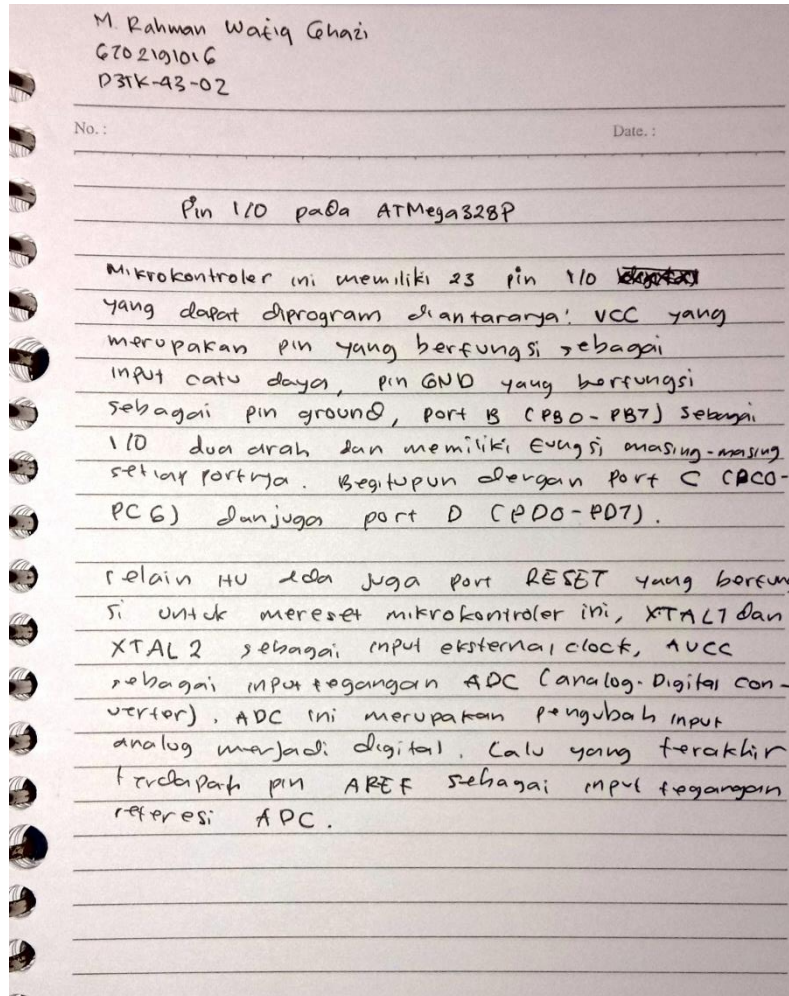 M. Rahman Wafiq Ghazi
6702191016
D3TK-43-02
No. :
Date. :
Pin I/O pada ATMega328P
Mikrokontroler ini memiliki 23 pin I/O
yang dapat diprogram diantaranya: VCC yang
merupakan pin yang berfungsi sebagai
input catu daya, pin GND yang berfungsi
sebagai pin ground, port B (PB0-PB7) sebagai
I/O dua arah dan memiliki fungsi masing-masing
setiap portnya. Begitupun dengan Port C (PC0-
PC6) dan juga port D (PD0-PD7).
selain itu ada juga port RESET yang berfung
si untuk mereset mikrokontroler ini, XTAL1 dan
XTAL2 sebagai input eksternal clock, AVCC
sebagai input tegangan ADC (analog-Digital con-
verter). ADC ini merupakan pengubah input
analog menjadi digital. Lalu yang terakhir
terdapat pin AREF sebagai input tegangan
referesi ADC.